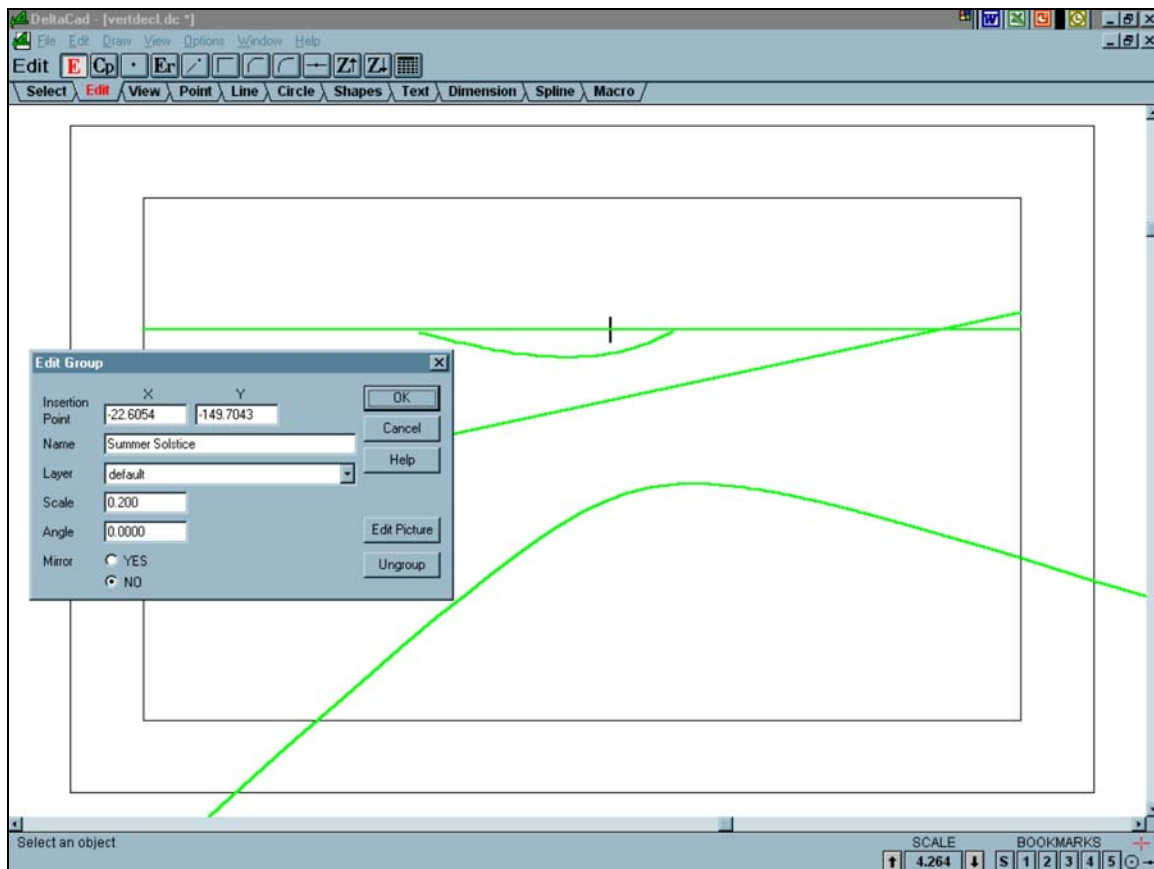 DeltaCad - [vertdecl.dc *]
File Edit Draw View Options Window Help
Edit E Cp Er Z↑ Z↓
Select Edit View Point Line Circle Shapes Text Dimension Spline Macro
Edit Group
X Y
Insertion Point -22.6054 -149.7043
Name Summer Solstice
Layer default
Scale 0.200
Angle 0.0000
Mirror YES
NO
OK
Cancel
Help
Edit Picture
Ungroup
Select an object
SCALE BOOKMARKS
4.264 S 1 2 3 4 5